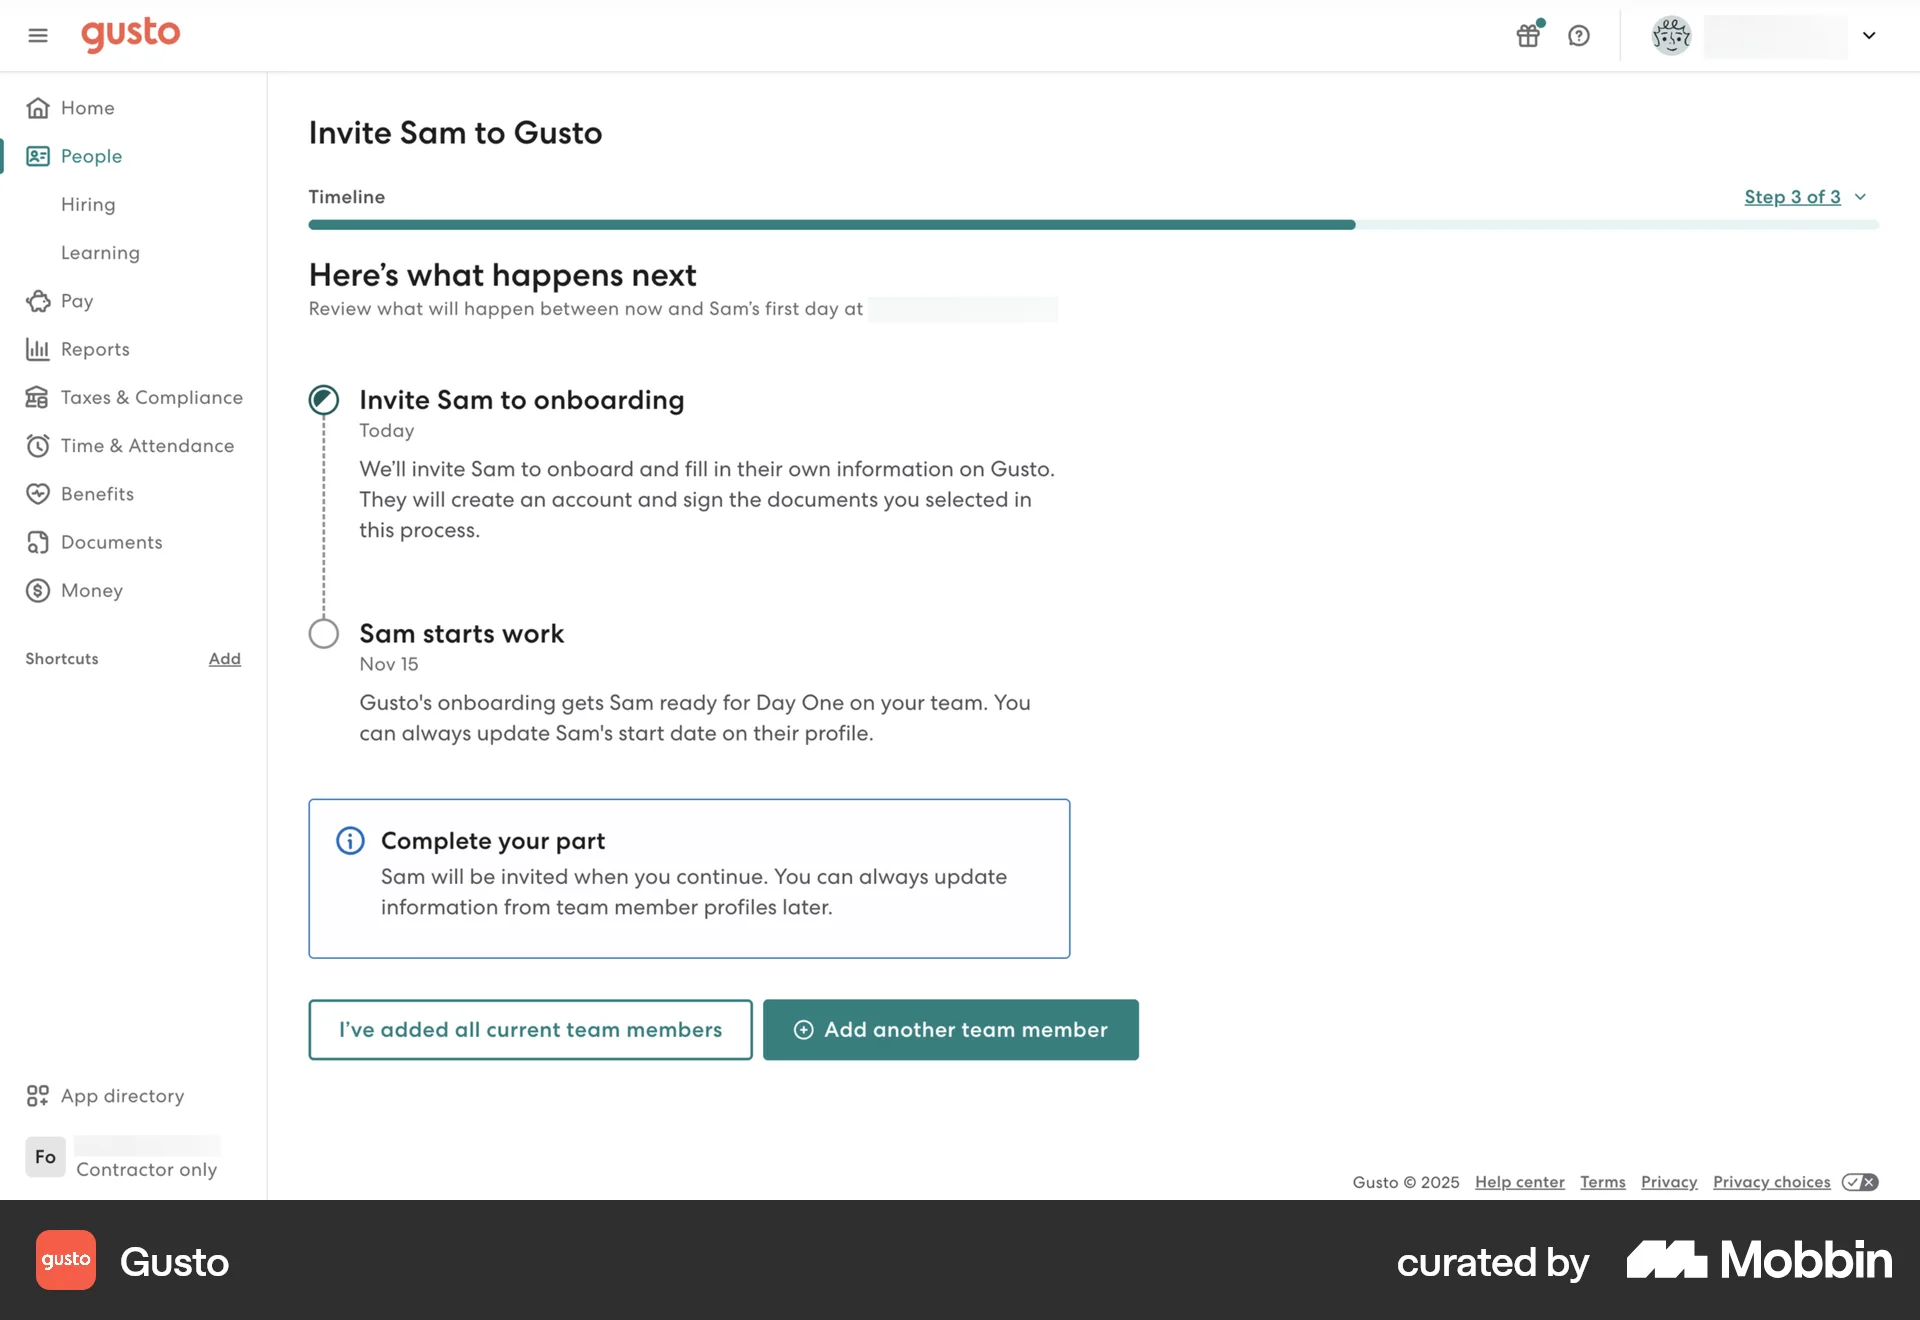 gusto
Home
People
Hiring
Learning
Pay
Reports
Taxes & Compliance
Time & Attendance
Benefits
Documents
Money
Shortcuts
Add
App directory
Fo
Contractor only
Invite Sam to Gusto
Timeline
Step 3 of 3
Here’s what happens next
Review what will happen between now and Sam’s first day at
Invite Sam to onboarding
Today
We’ll invite Sam to onboard and fill in their own information on Gusto.
They will create an account and sign the documents you selected in
this process.
Sam starts work
Nov 15
Gusto's onboarding gets Sam ready for Day One on your team. You
can always update Sam's start date on their profile.
Complete your part
Sam will be invited when you continue. You can always update
information from team member profiles later.
I’ve added all current team members
Add another team member
Gusto © 2025 Help center Terms Privacy Privacy choices
gusto
Gusto
curated by Mobbin